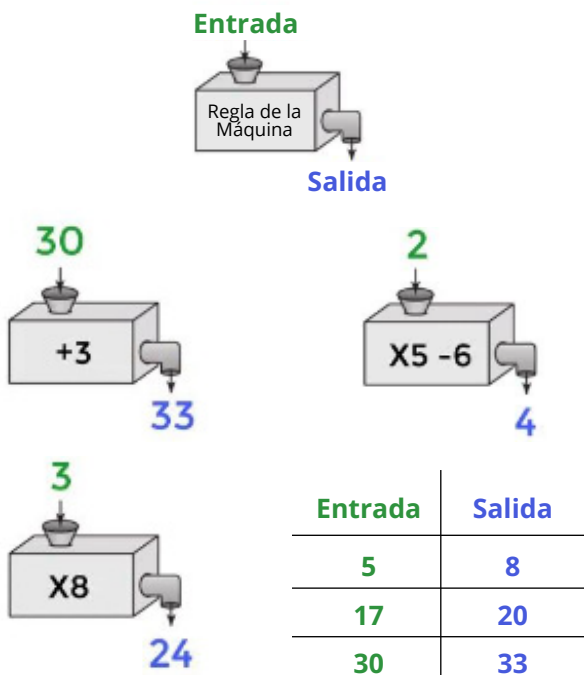 Entrada
Regla de la
Máquina
Salida
30
+3
33
2
X5 -6
4
3
X8
24
Entrada Salida
5 8
17 20
30 33